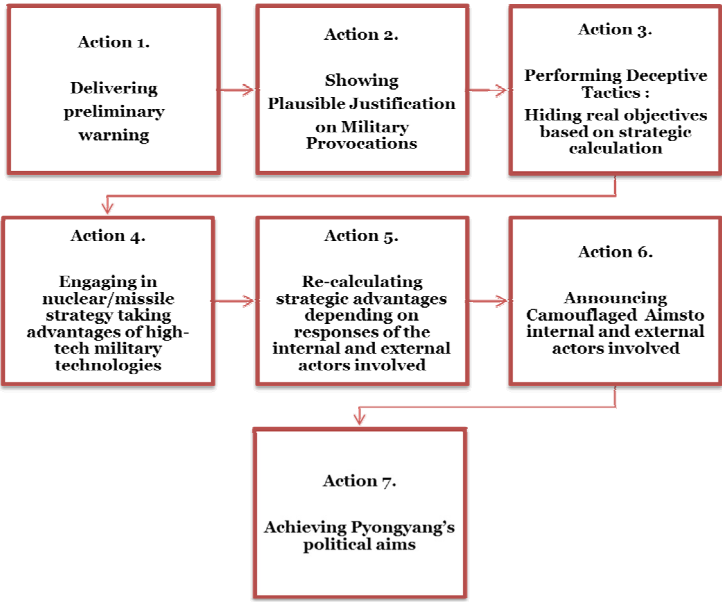 Action 1.
Delivering
preliminary
warning
Action 2.
Showing
Plausible Justification
on Military
Provocations
Action 3.
Performing Deceptive
Tactics :
Hiding real objectives
based on strategic
calculation
Action 4.
Engaging in
nuclear/missile
strategy taking
advantages of high-
tech military
technologies
Action 5.
Re-calculating
strategic advantages
depending on
responses of the
internal and external
actors involved
Action 6.
Announcing
Camouflaged Aimsto
internal and external
actors involved
Action 7.
Achieving Pyongyang’s
political aims